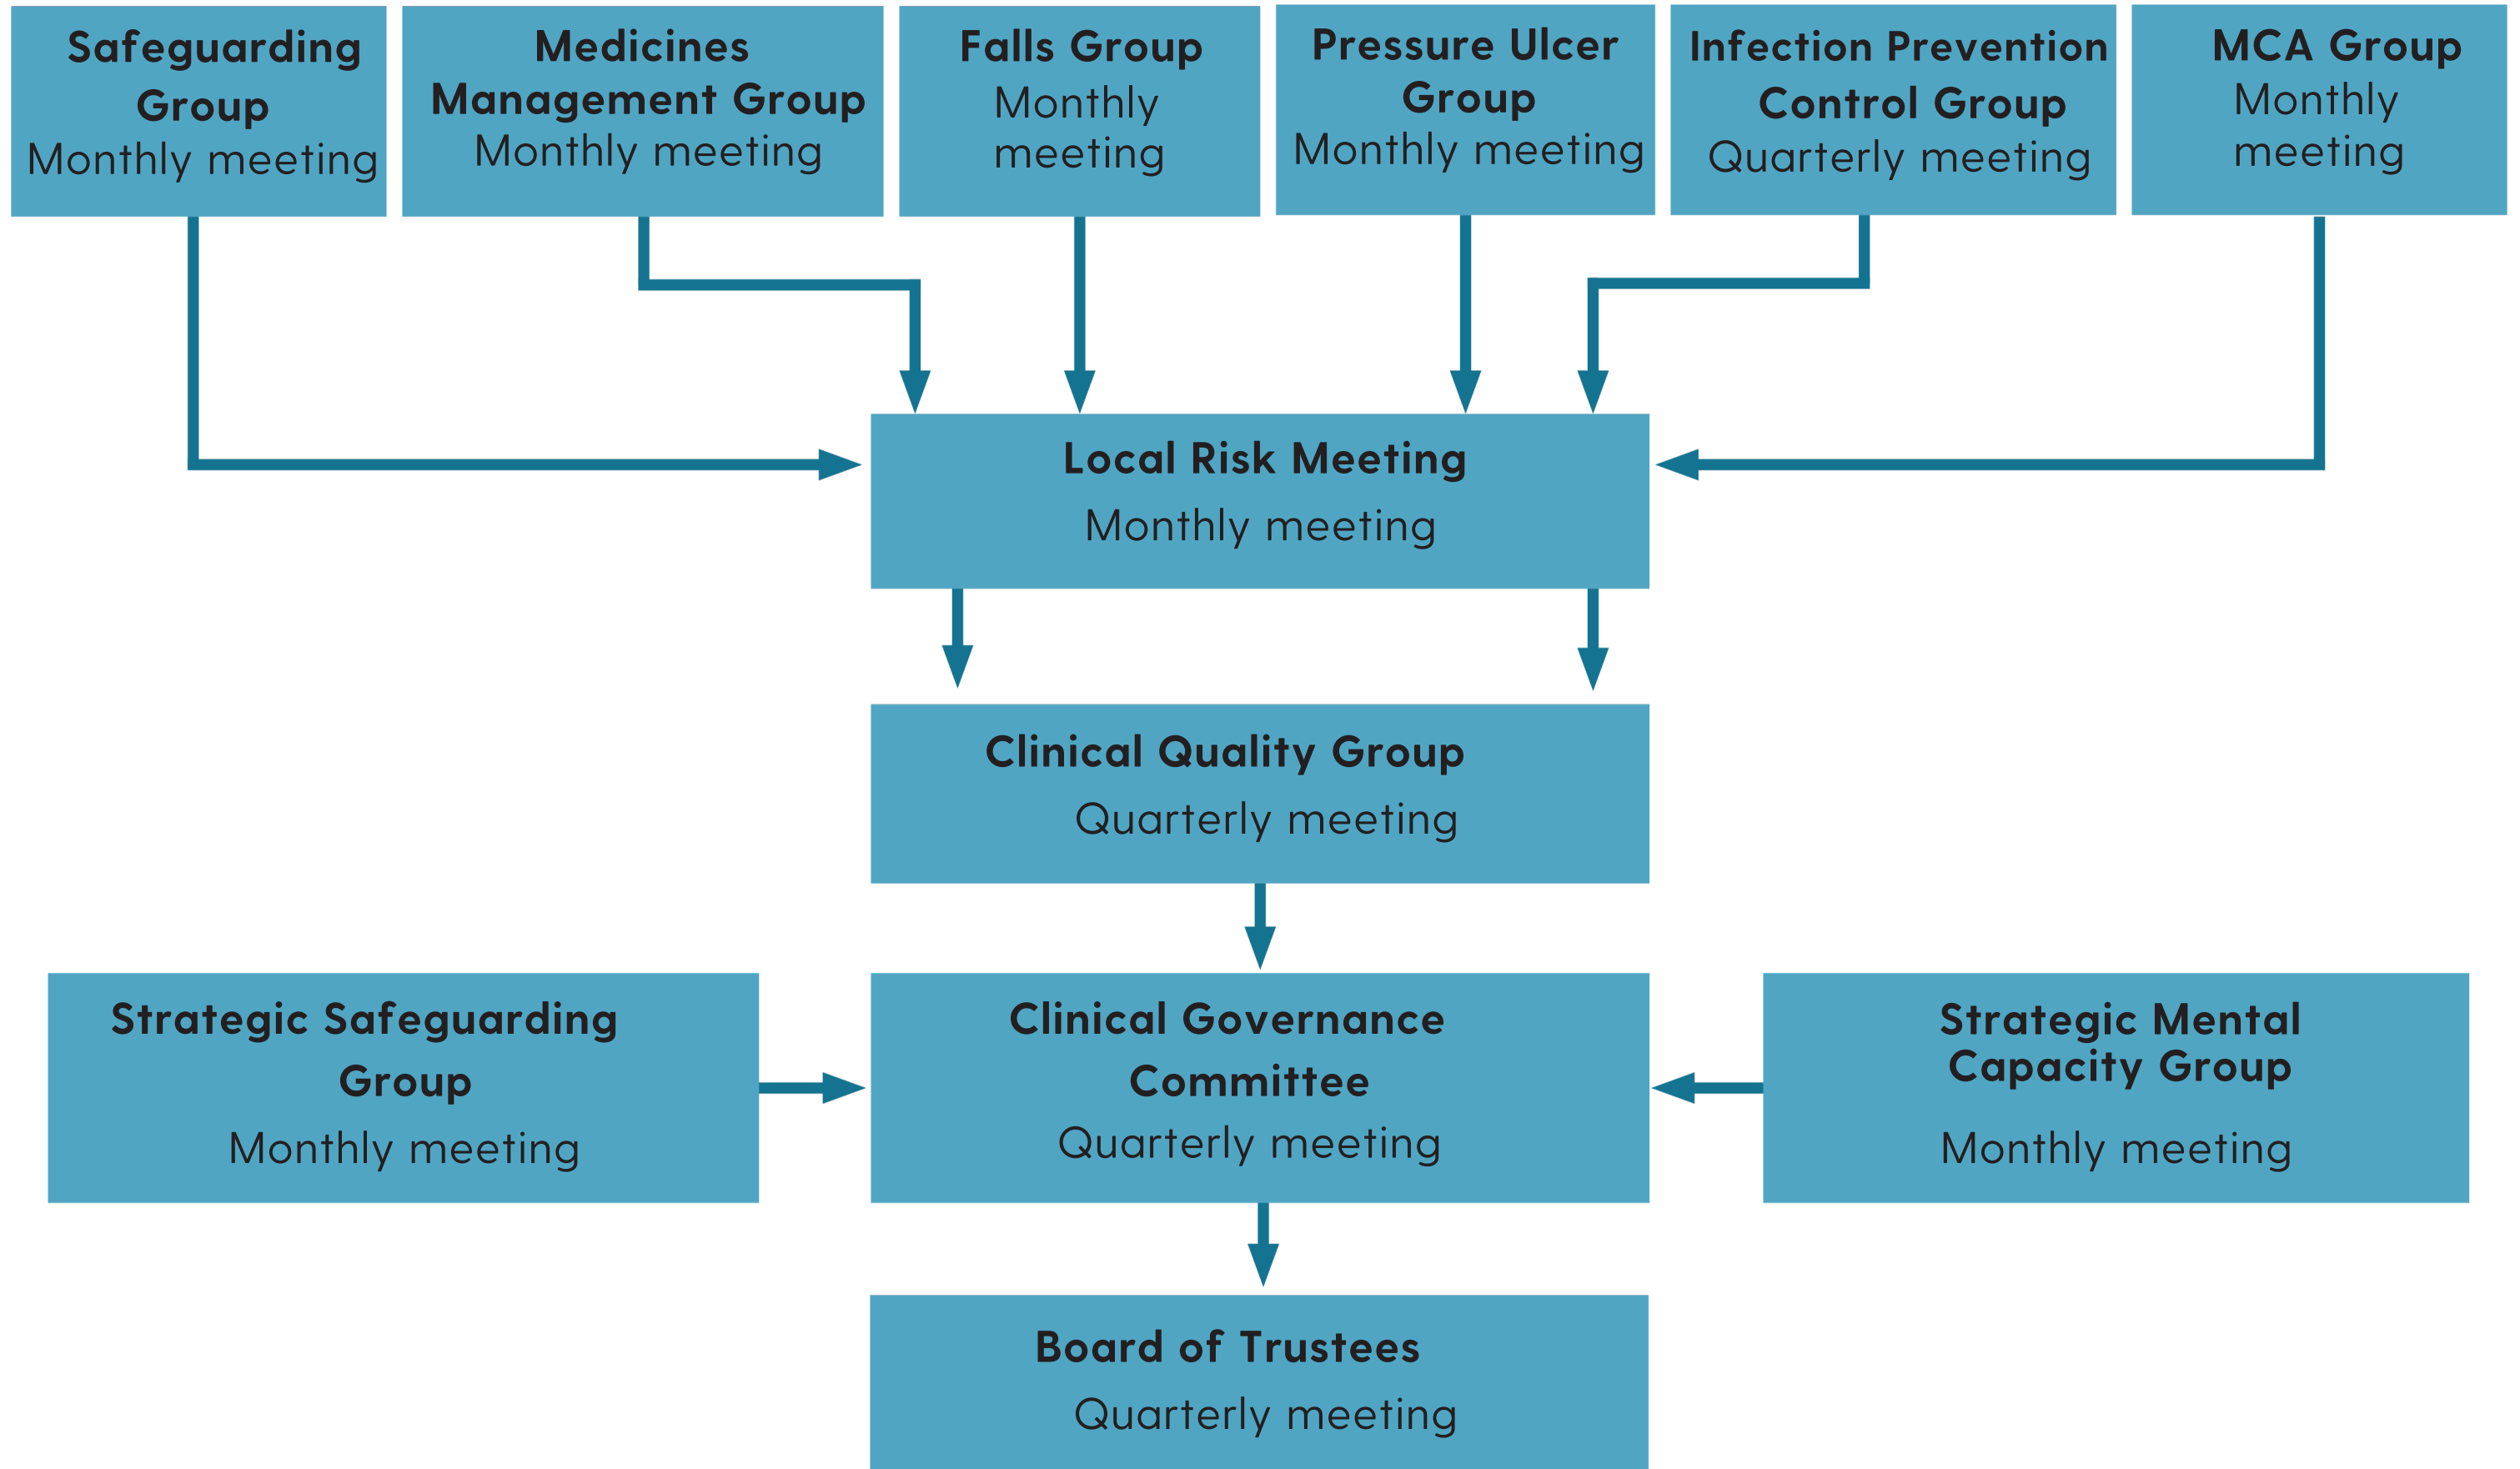 Safeguarding
Group
Monthly meeting
Medicines
Management Group
Monthly meeting
Falls Group
Monthly
meeting
Pressure Ulcer
Group
Monthly meeting
Infection Prevention
Control Group
Quarterly meeting
MCA Group
Monthly
meeting
Local Risk Meeting
Monthly meeting
Clinical Quality Group
Quarterly meeting
Strategic Safeguarding
Group
Monthly meeting
Clinical Governance
Committee
Quarterly meeting
Strategic Mental
Capacity Group
Monthly meeting
Board of Trustees
Quarterly meeting